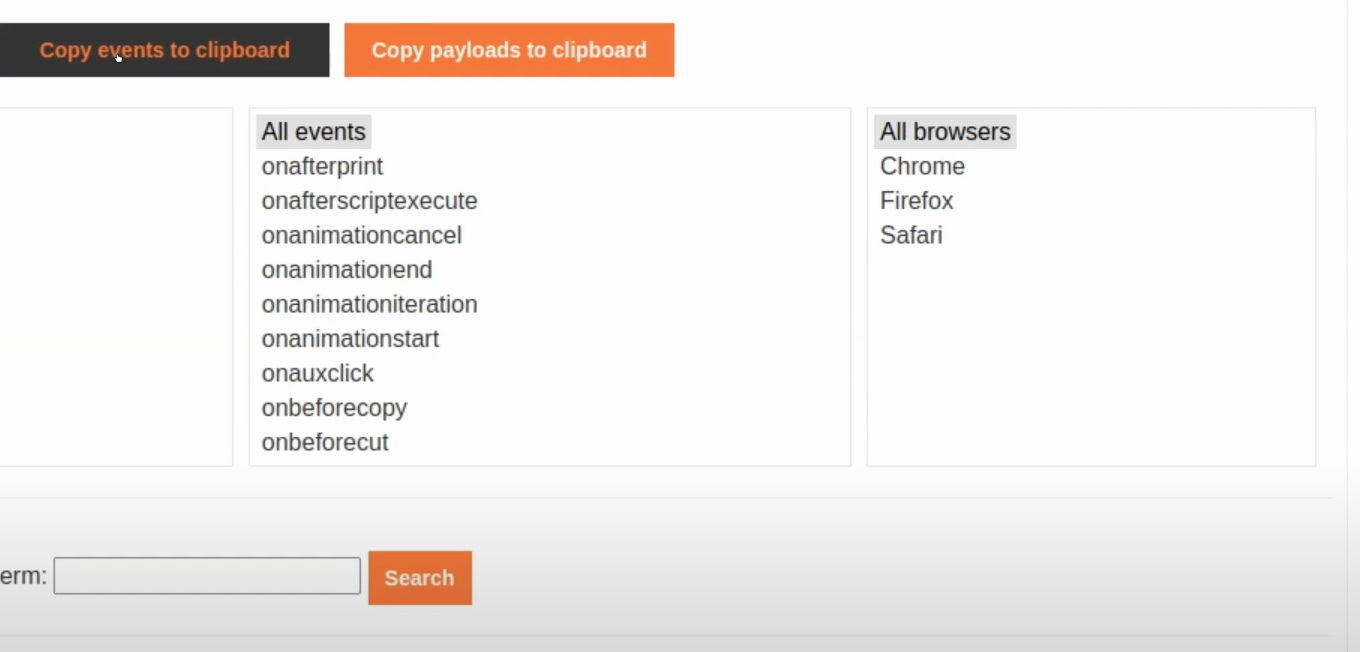 Copy events to clipboard
Copy payloads to clipboard
All events
onafterprint
onafterscriptexecute
onanimationcancel
onanimationend
onanimationiteration
onanimationstart
onauxclick
onbeforecopy
onbeforecut
All browsers
Chrome
Firefox
Safari
erm:
Search